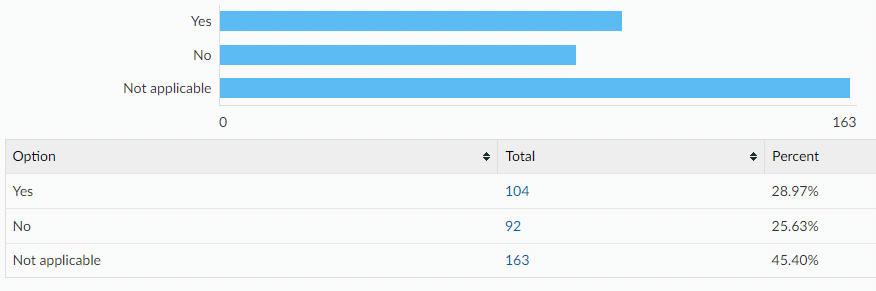 Yes
No
Not applicable
0 163
Option Total Percent
Yes 104 28.97%
No 92 25.63%
Not applicable 163 45.40%